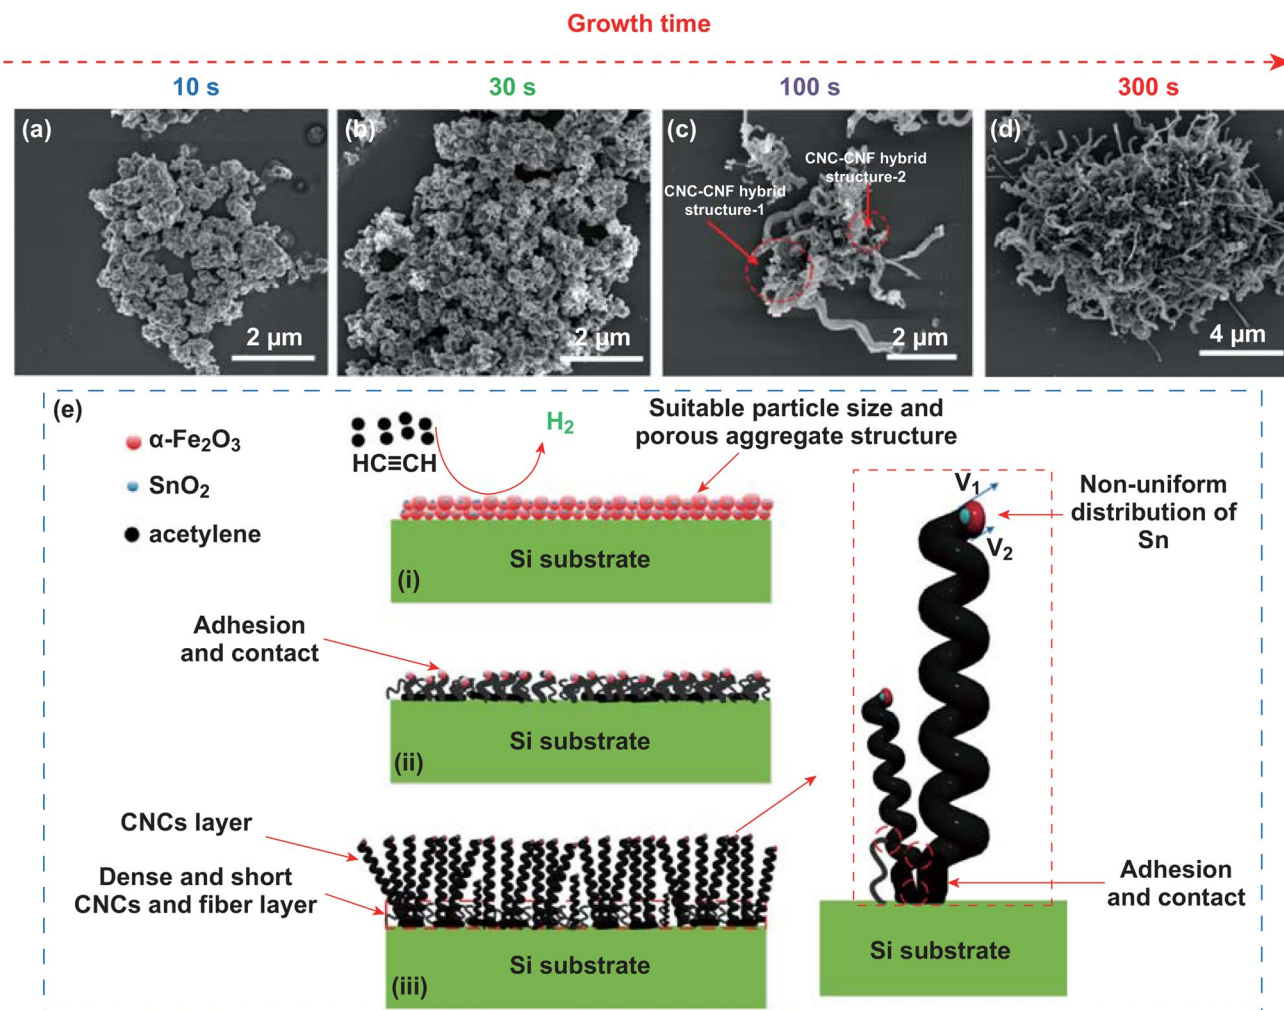 Growth time
10 s
30 s
100 s
300 s
(a)
2 μm
(b)
2 μm
(c)
CNC-CNF hybrid
structure-1
CNC-CNF hybrid
structure-2
2 μm
(d)
4 μm
(e)
α-Fe₂O₃
SnO₂
acetylene
HC≡CH
H₂
Suitable particle size and
porous aggregate structure
Si substrate
(i)
Adhesion
and contact
Si substrate
(ii)
CNCs layer
Dense and short
CNCs and fiber layer
Si substrate
(iii)
V₁
V₂
Non-uniform
distribution of
Sn
Adhesion
and contact
Si substrate